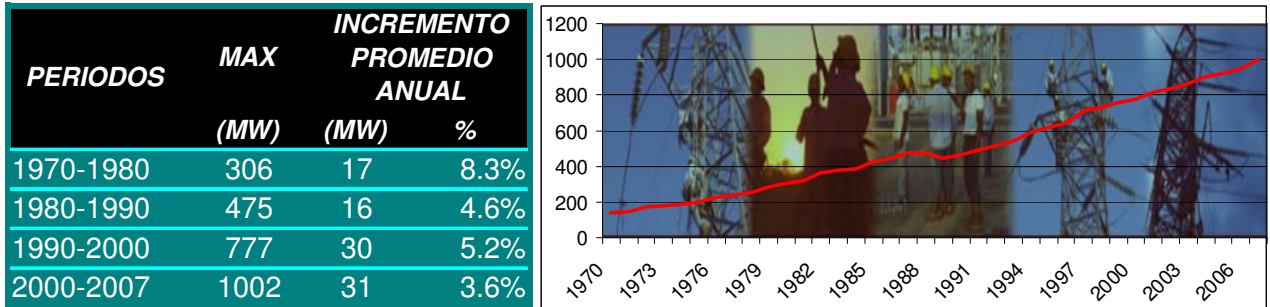 PERIODOS MAX INCREMENTO PROMEDIO ANUAL
(MW) (MW) %
1970-1980 306 17 8.3%
1980-1990 475 16 4.6%
1990-2000 777 30 5.2%
2000-2007 1002 31 3.6%
1200
1000
800
600
400
200
0
1970 1973 1976 1979 1982 1985 1988 1991 1994 1997 2000 2003 2006